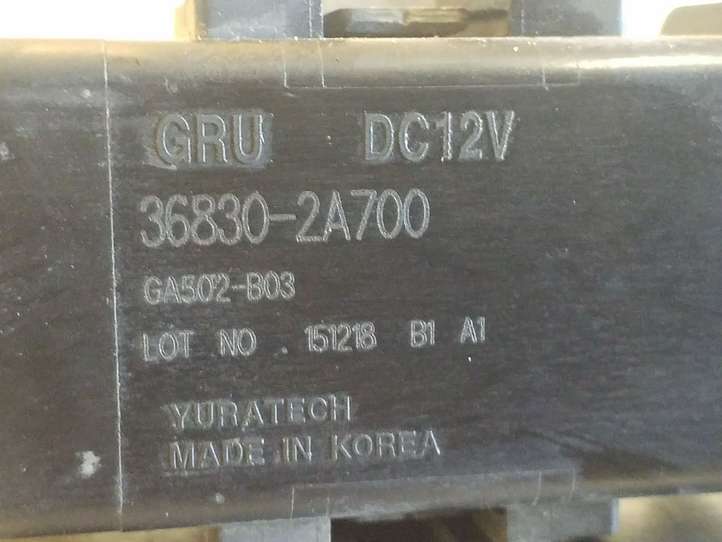 GRU DC12V
36830-2A700
GA502-B03
LOT NO . 151218 B1 A1
YURATECH
MADE IN KOREA